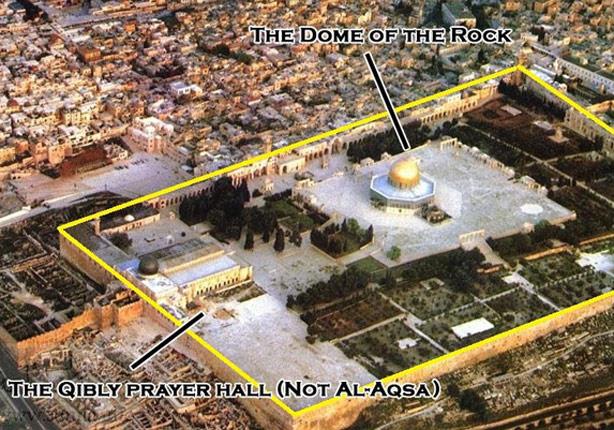 The Dome of the Rock
The Qibly prayer hall (Not Al-Aqsa)